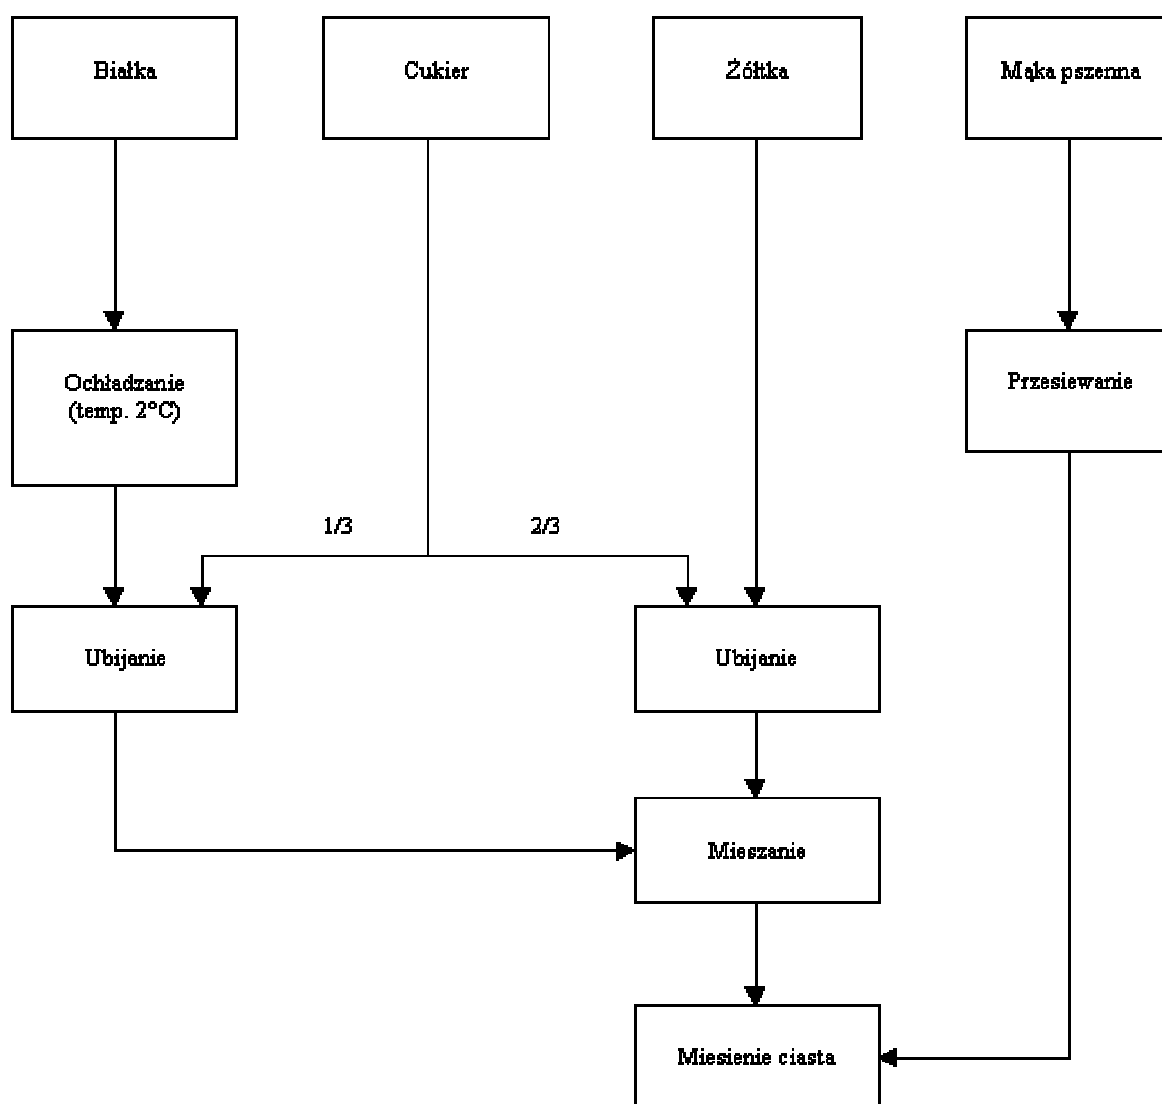 Białka
Cukier
Żółtka
Mąka pszenna
Ochładzanie
(temp. 2°C)
Przesiewanie
1/3
2/3
Ubijanie
Ubijanie
Mieszanie
Miesienie ciasta